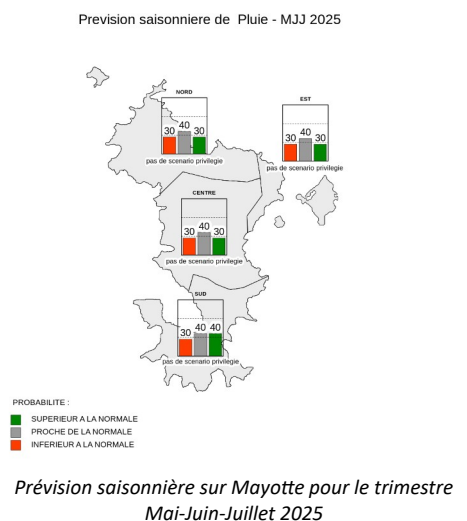 Prevision saisonniere de Pluie - MJJ 2025
NORD
30 40 30
pas de scenario privilegie
EST
30 40 30
pas de scenario privilegie
CENTRE
30 40 30
pas de scenario privilegie
SUD
30 40 40
pas de scenario privilegie
PROBABILITE :
SUPERIEUR A LA NORMALE
PROCHE DE LA NORMALE
INFERIEUR A LA NORMALE
Prévision saisonnière sur Mayotte pour le trimestre
Mai-Juin-Juillet 2025